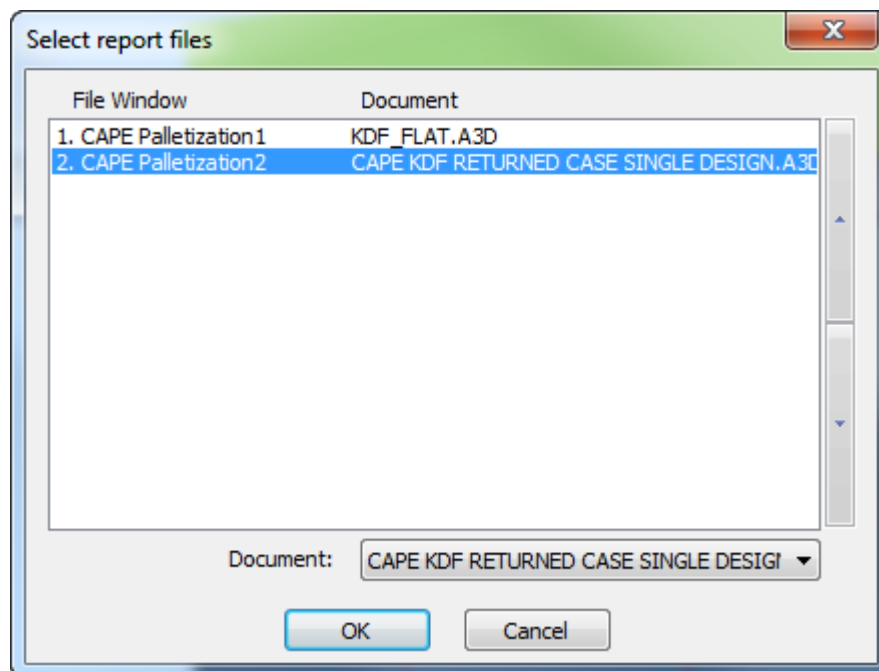 Select report files
File Window Document
1. CAPE Palletization1 KDF_FLAT.A3D
2. CAPE Palletization2 CAPE KDF RETURNED CASE SINGLE DESIGN.A3D
Document: CAPE KDF RETURNED CASE SINGLE DESIG
OK Cancel